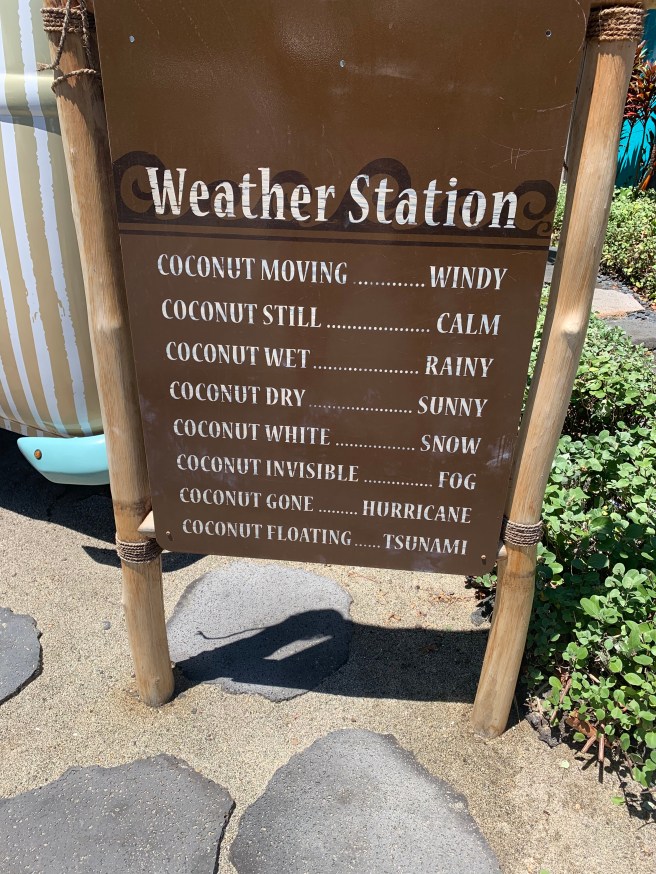 Weather Station
COCONUT MOVING ............ WINDY
COCONUT STILL .................... CALM
COCONUT WET .................... RAINY
COCONUT DRY .................... SUNNY
COCONUT WHITE ................ SNOW
COCONUT INVISIBLE ............. FOG
COCONUT GONE ........ HURRICANE
COCONUT FLOATING ...... TSUNAMI